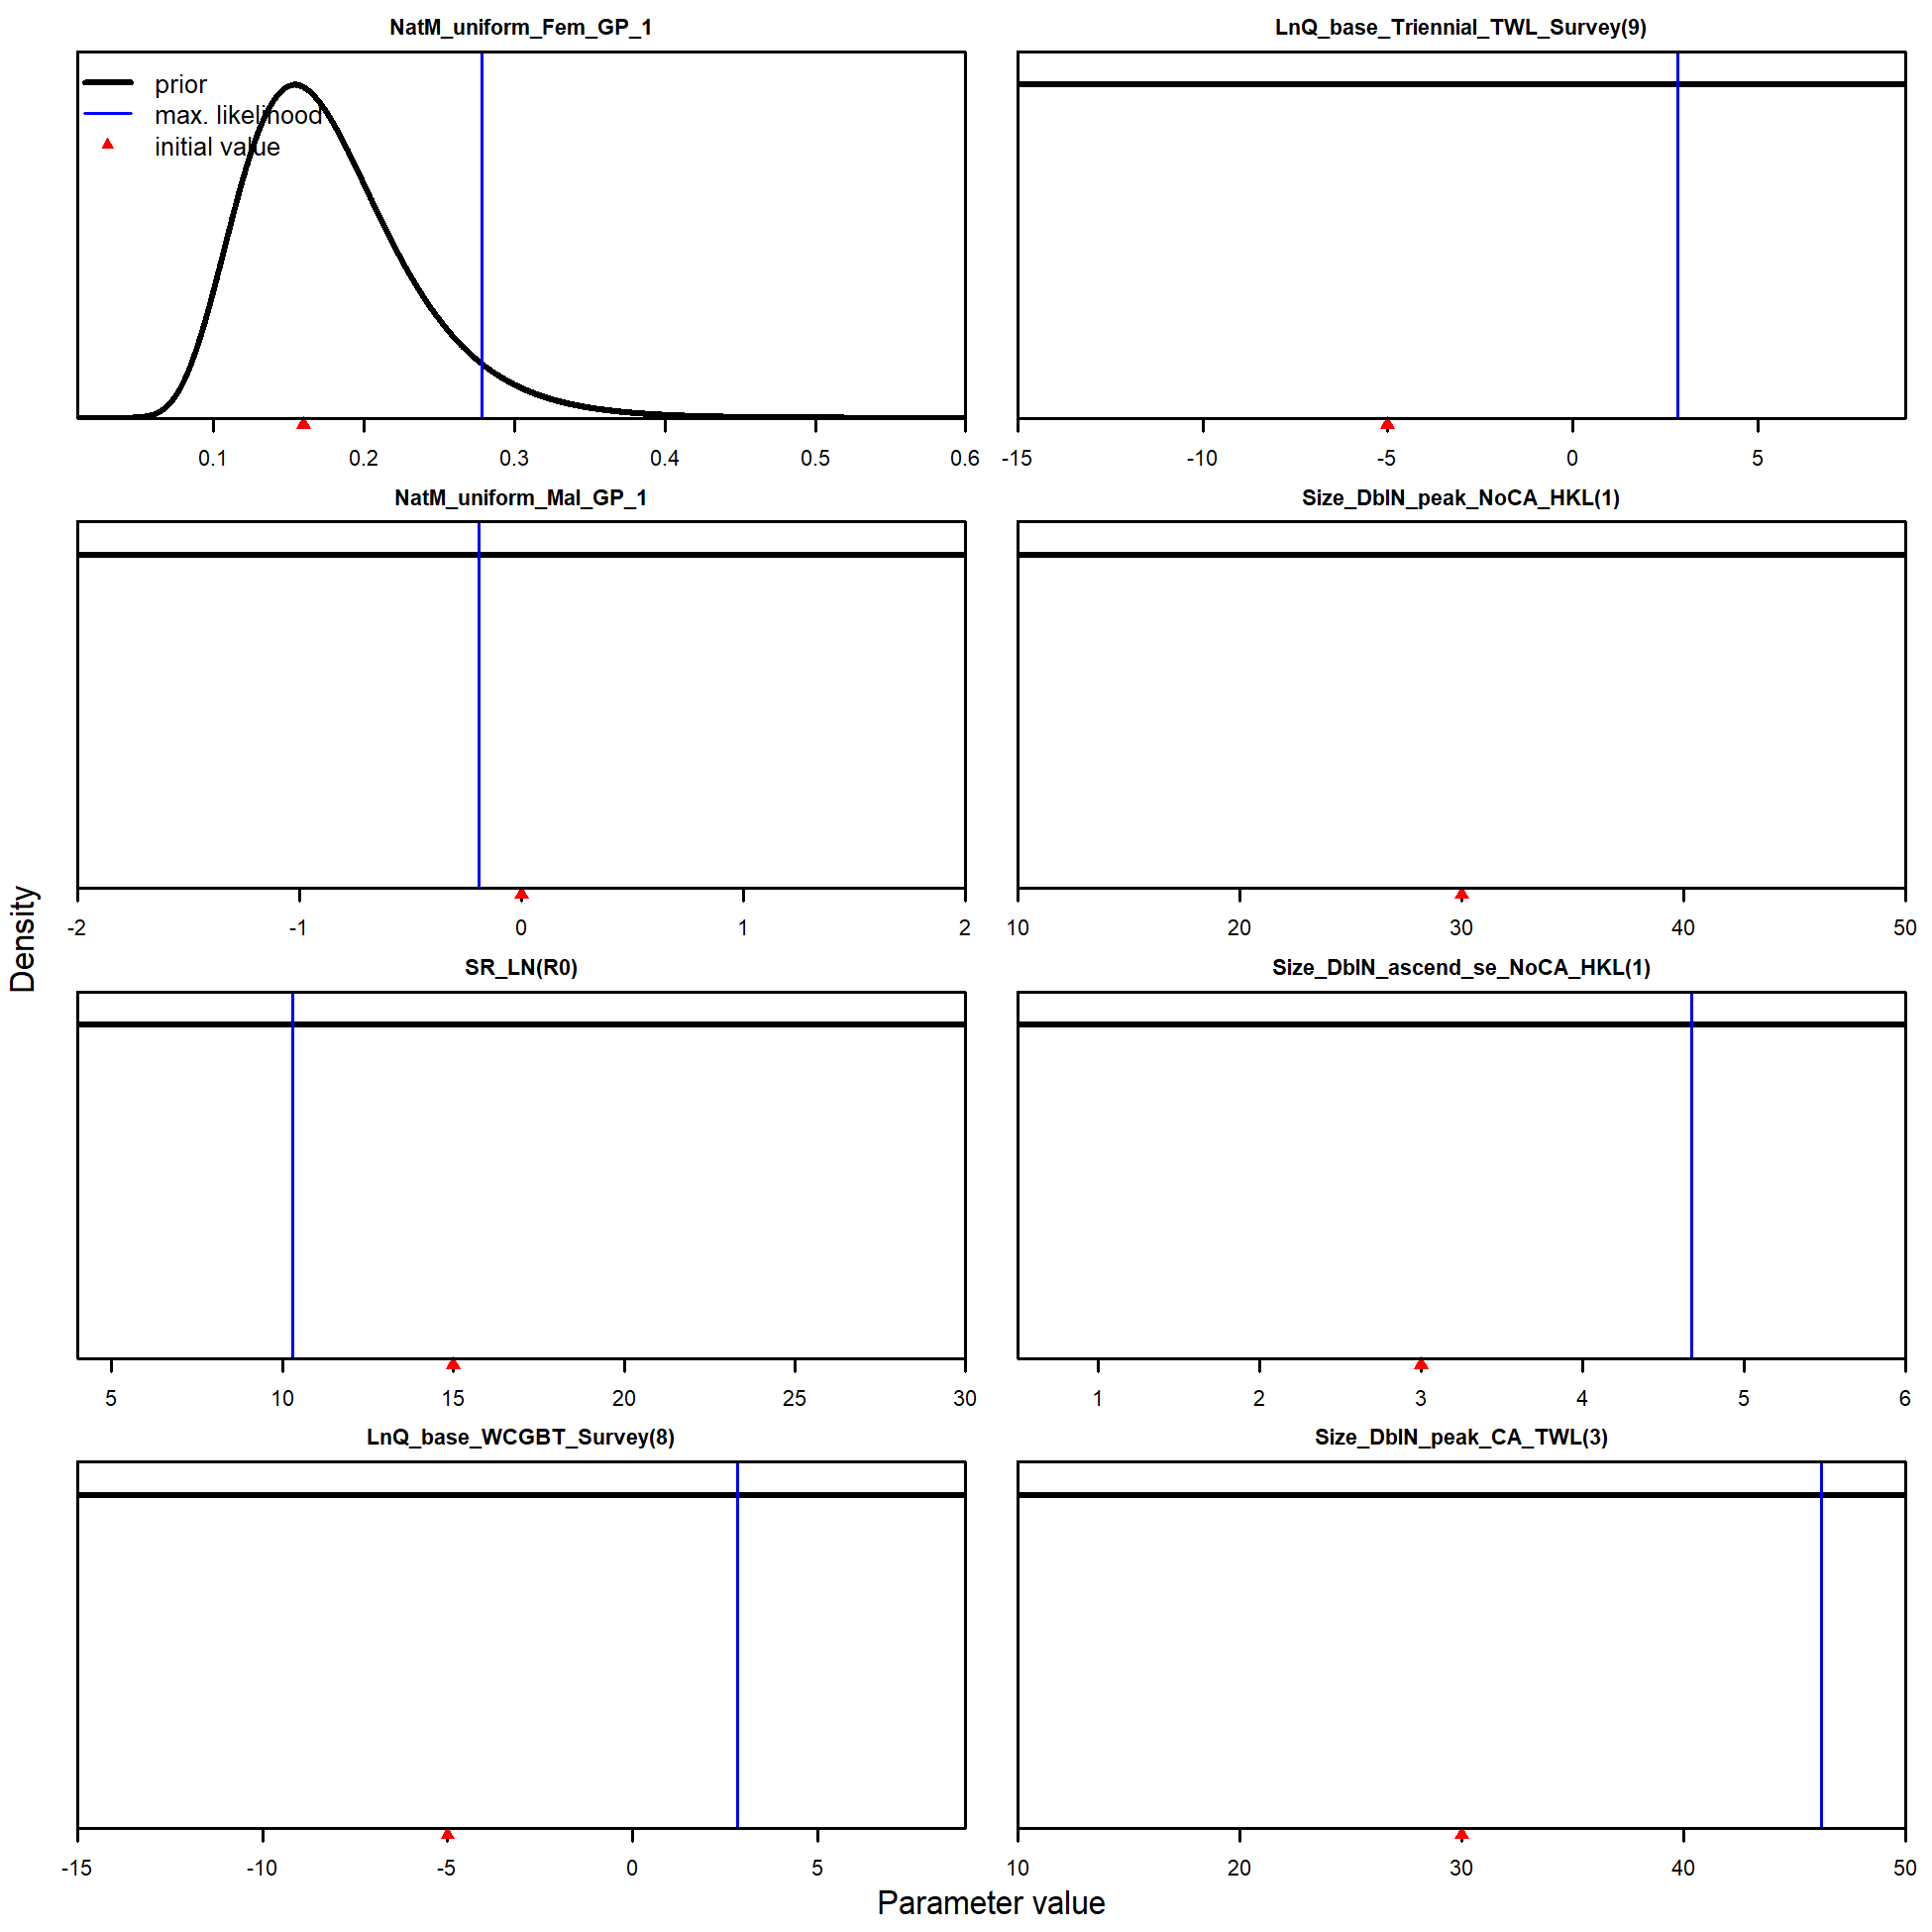 NatM_uniform_Fem_GP_1
prior
max. likelihood
initial value
0.1 0.2 0.3 0.4 0.5 0.6
LnQ_base_Triennial_TWL_Survey(9)
-15 -10 -5 0 5
NatM_uniform_Mal_GP_1
-2 -1 0 1 2
Size_DblN_peak_NoCA_HKL(1)
10 20 30 40 50
SR_LN(R0)
5 10 15 20 25 30
Size_DblN_ascend_se_NoCA_HKL(1)
1 2 3 4 5 6
LnQ_base_WCGBT_Survey(8)
-15 -10 -5 0 5
Size_DblN_peak_CA_TWL(3)
10 20 30 40 50
Density
Parameter value